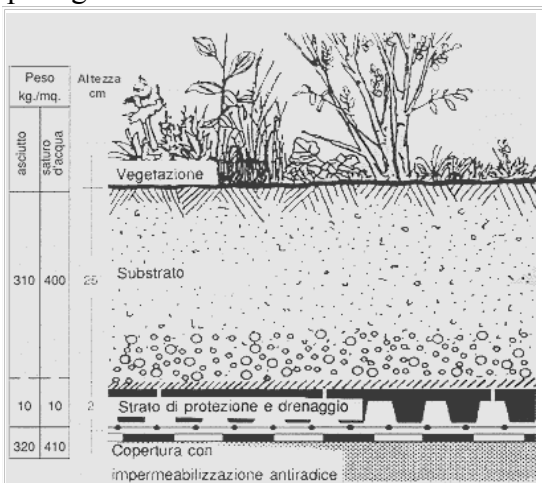 Peso
kg./mq.
Altezza
cm
asciutto
saturo
d'acqua
Vegetazione
310 400 25 Substrato
10 10 2 Strato di protezione e drenaggio
320 410
Copertura con
impermeabilizzazione antiradice